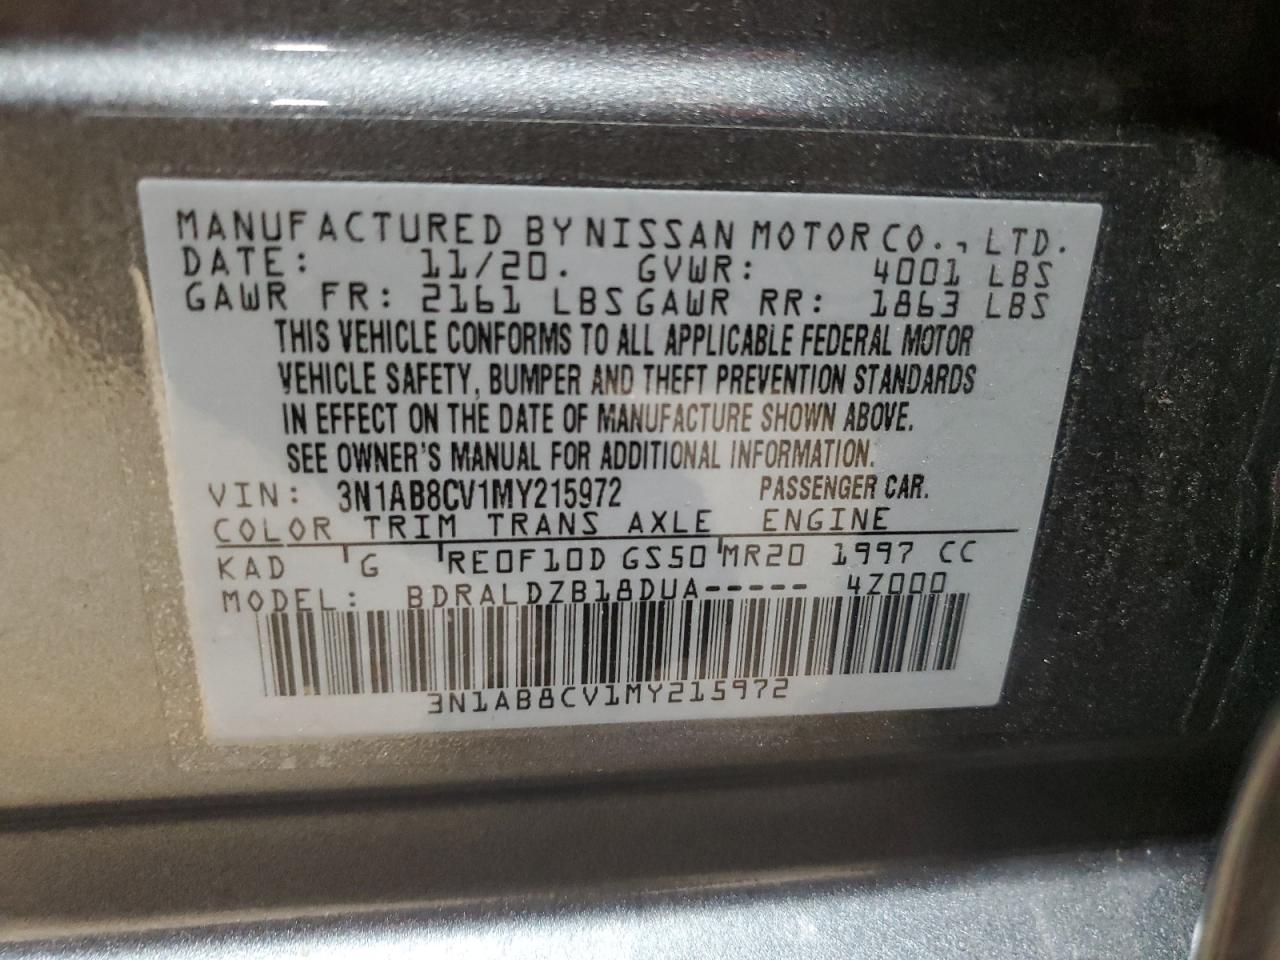 MANUFACTURED BY NISSAN MOTOR CO., LTD.
DATE: 11/20. GVWR: 4001 LBS
GAWR FR: 2161 LBS GAWR RR: 1863 LBS
THIS VEHICLE CONFORMS TO ALL APPLICABLE FEDERAL MOTOR
VEHICLE SAFETY, BUMPER AND THEFT PREVENTION STANDARDS
IN EFFECT ON THE DATE OF MANUFACTURE SHOWN ABOVE.
SEE OWNER'S MANUAL FOR ADDITIONAL INFORMATION.
VIN: 3N1AB8CV1MY215972 PASSENGER CAR.
COLOR TRIM TRANS AXLE ENGINE
KAD G RE0F10D GS50 MR20 1997 CC
MODEL: BDRALDZB18DUA----- 4Z000
3N1AB8CV1MY215972